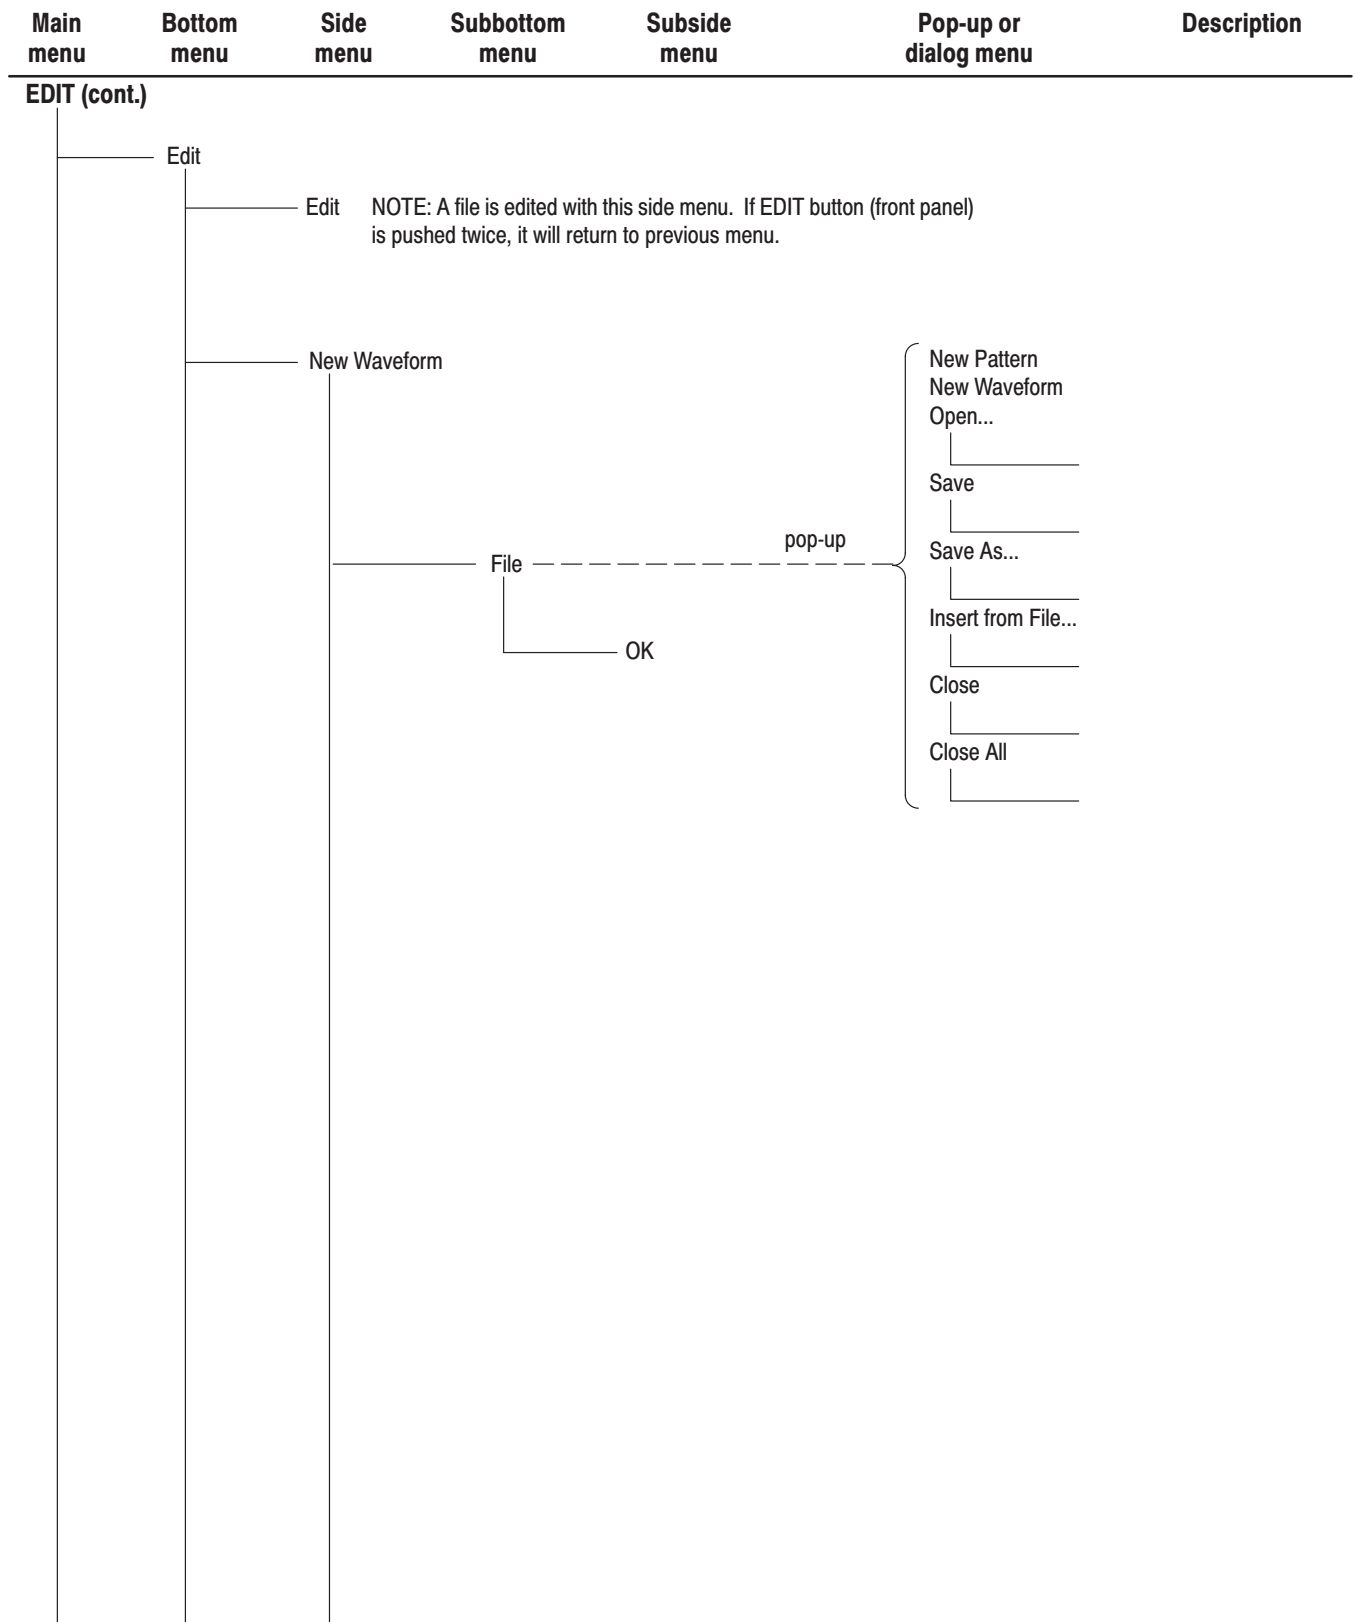 Main menu
Bottom menu
Side menu
Subbottom menu
Subside menu
Pop-up or dialog menu
Description
EDIT (cont.)
Edit
Edit
NOTE: A file is edited with this side menu. If EDIT button (front panel)
is pushed twice, it will return to previous menu.
New Waveform
File
pop-up
OK
New Pattern
New Waveform
Open...
Save
Save As...
Insert from File...
Close
Close All